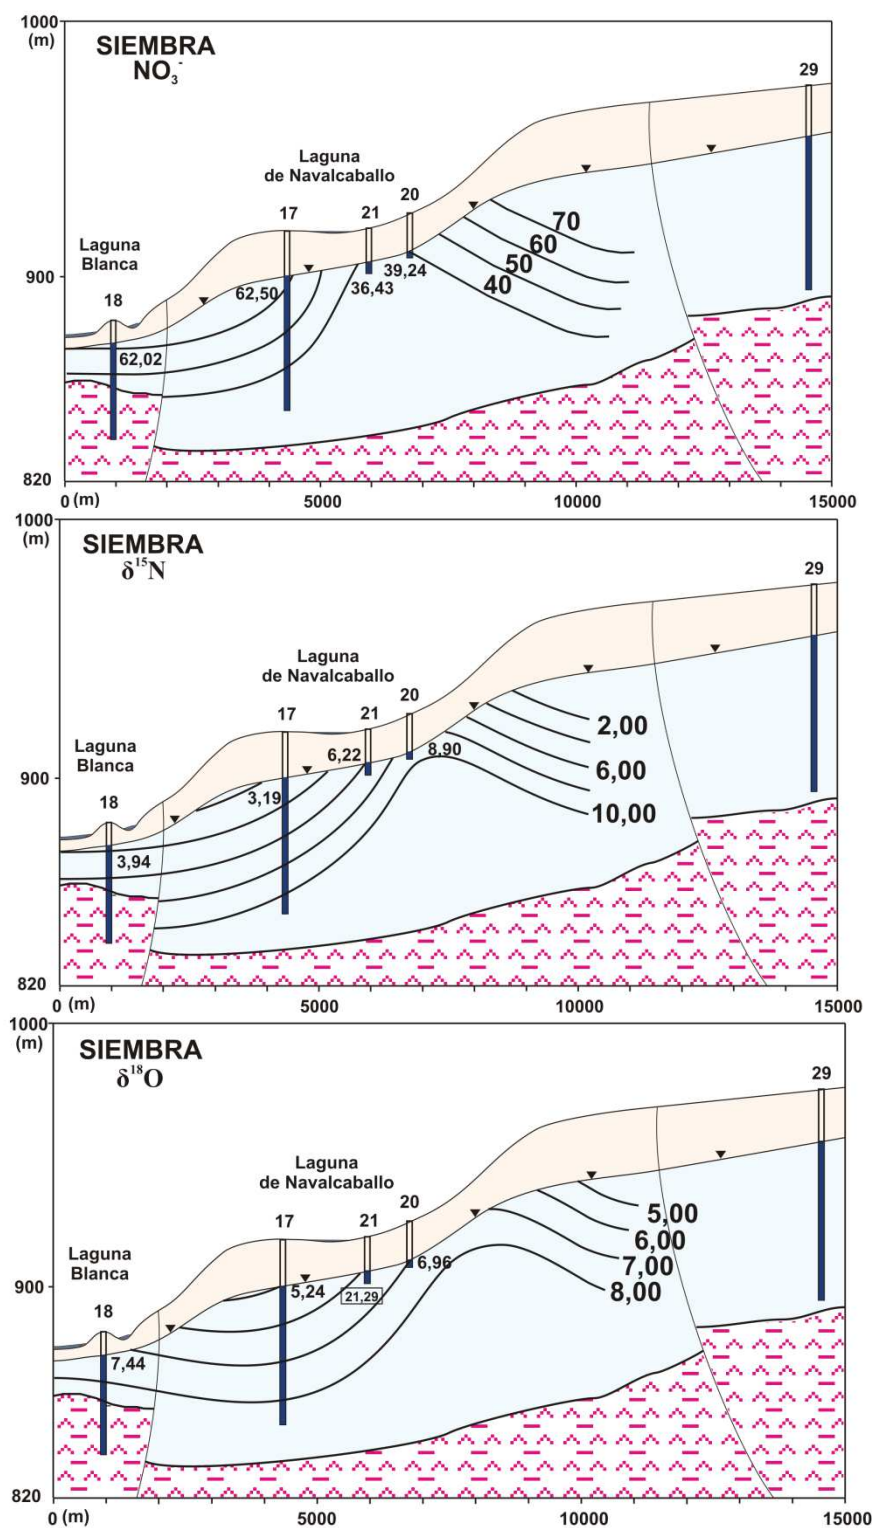 1000
(m)
SIEMBRA
NO3-
29
Laguna
de Navalcaballo
20
17
21
Laguna
Blanca
70
60
50
40
900
18
62,50
39,24
36,43
62,02
820
0 (m)
5000
10000
15000
1000
(m)
SIEMBRA
δ15N
29
Laguna
de Navalcaballo
20
17
21
Laguna
Blanca
2,00
6,22
8,90
6,00
900
3,19
10,00
18
3,94
820
0 (m)
5000
10000
15000
1000
(m)
SIEMBRA
δ18O
29
Laguna
de Navalcaballo
20
17
21
5,00
6,00
Laguna
Blanca
6,96
7,00
900
5,24
21,29
8,00
18
7,44
820
0 (m)
5000
10000
15000